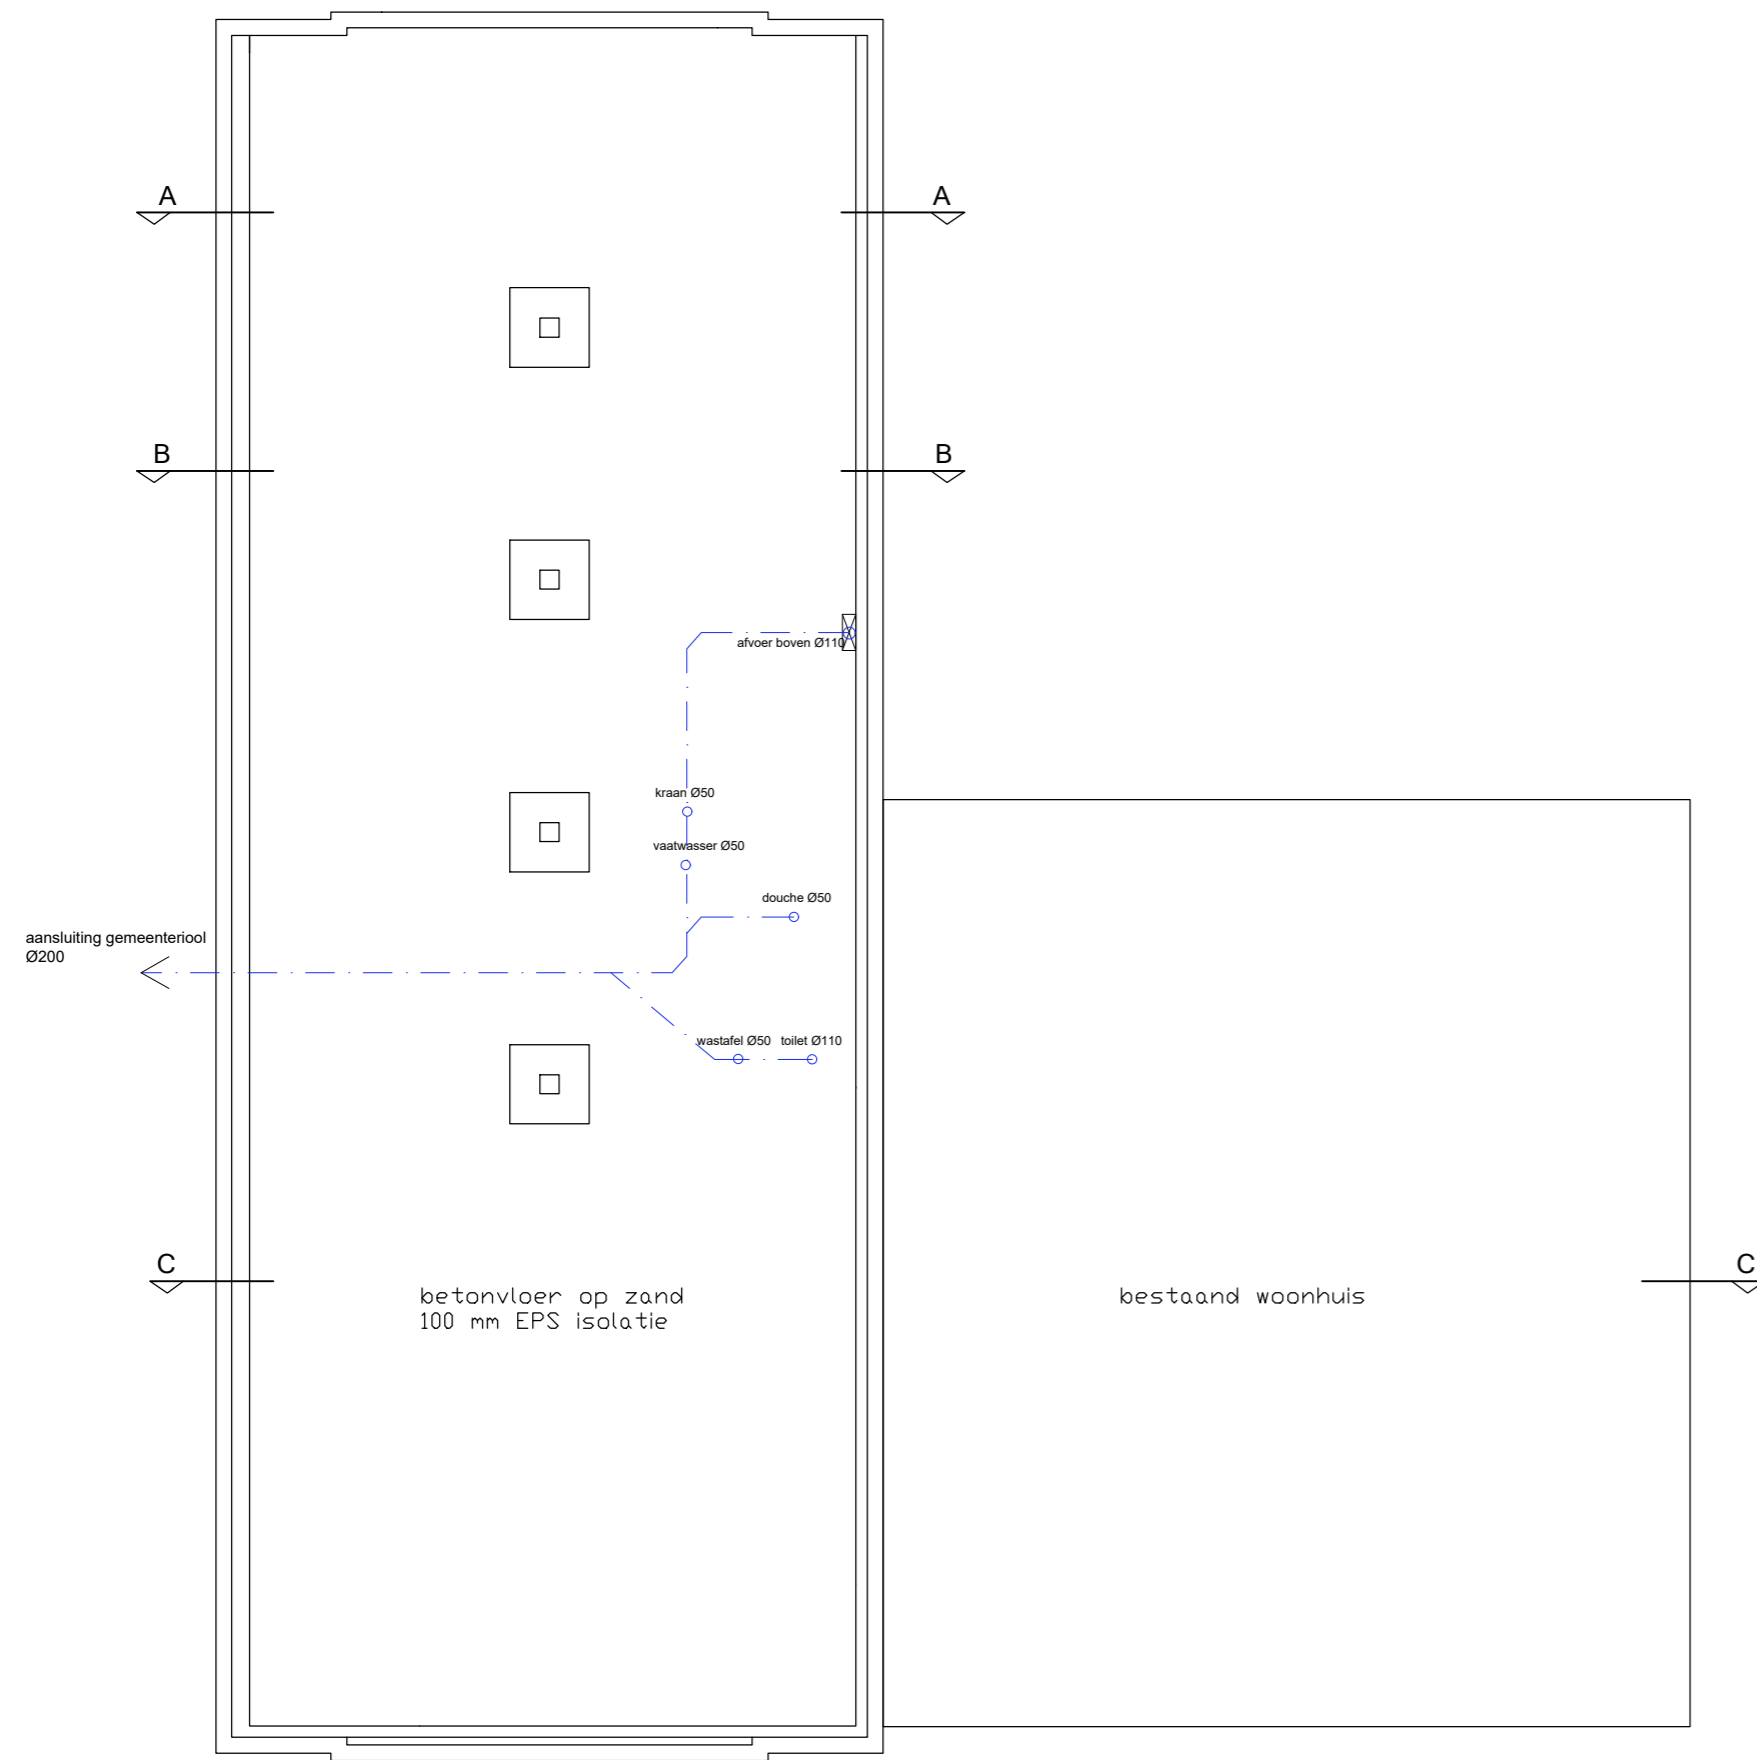 A
A
B
B
afvoer boven Ø110
kraan Ø50
vaatwasser Ø50
douche Ø50
aansluiting gemeenteriool
Ø200
wastafel Ø50
toilet Ø110
C
C
betonvloer op zand
100 mm EPS isolatie
bestaand woonhuis